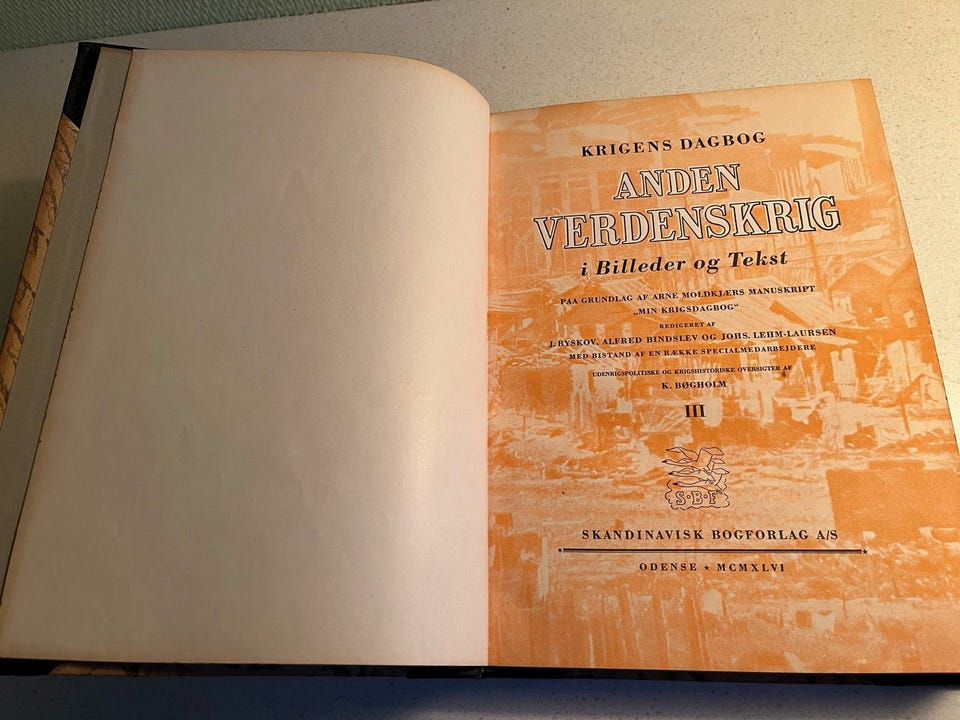 KRIGENS DAGBOG
ANDEN
VERDENSKRIG
i Billeder og Tekst
PAA GRUNDLAG AF ARNE MOLDKJÆRS MANUSKRIPT
„MIN KRIGSDAGBOG“
REDIGERET AF
J. BYSKOV, ALFRED BINDSLEV OG JOHS. LEHM-LAURSEN
MED BISTAND AF EN RÆKKE SPECIALMEDARBEJDERE
UDENRIGSPOLITISKE OG KRIGSHISTORISKE OVERSIGTER AF
K. BØGHOLM
III
S·B·F
SKANDINAVISK BOGFORLAG A/S
ODENSE ★ MCMXLVI